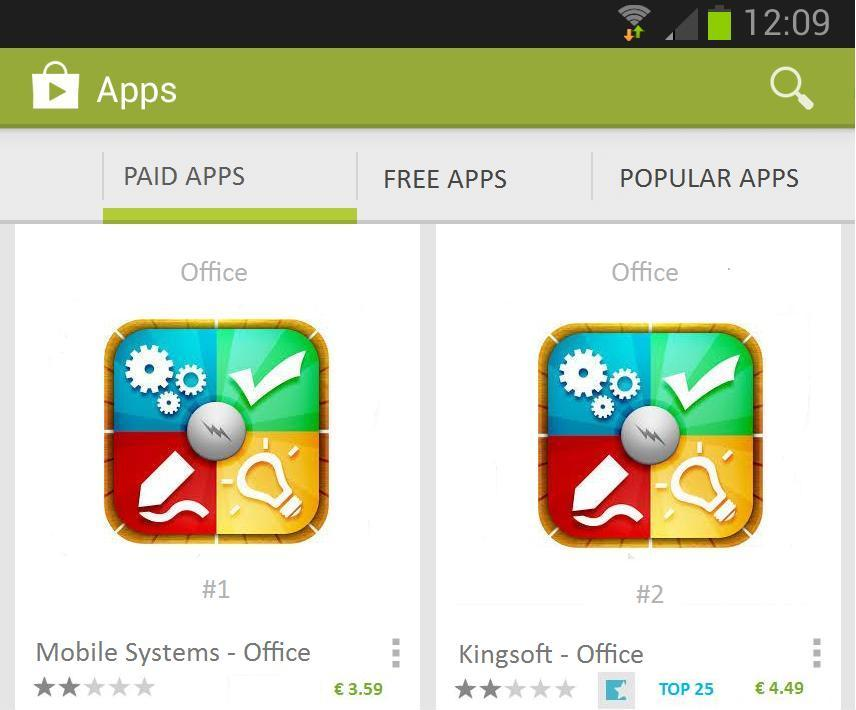 12:09
Apps
PAID APPS FREE APPS POPULAR APPS
Office
#1
Mobile Systems - Office
€ 3.59
Office
#2
Kingsoft - Office
TOP 25 € 4.49